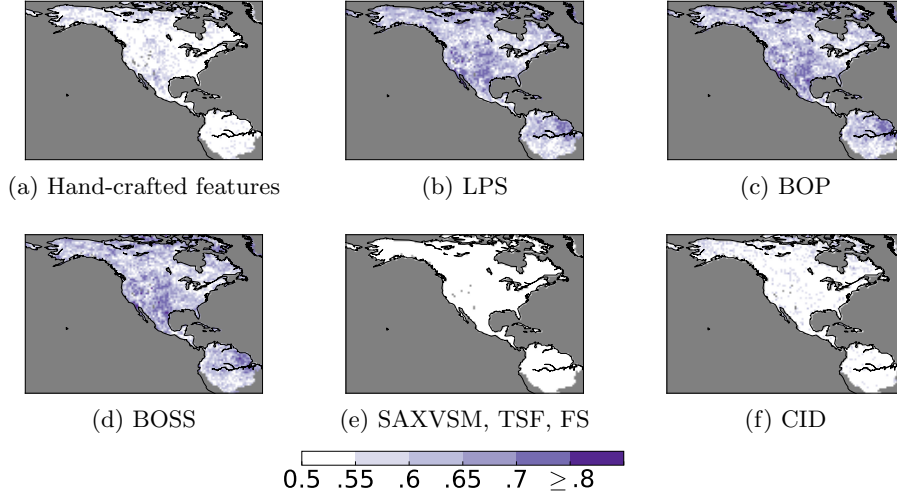 (a) Hand-crafted features
(b) LPS
(c) BOP
(d) BOSS
(e) SAXVSM, TSF, FS
(f) CID
0.5 .55 .6 .65 .7 ≥.8